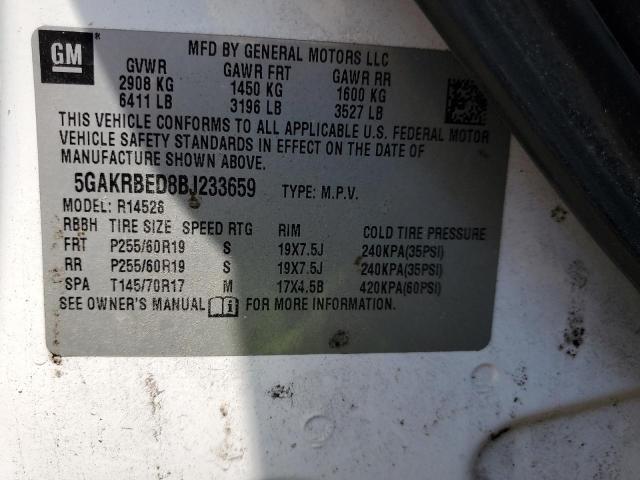 GM
MFD BY GENERAL MOTORS LLC
GVWR GAWR FRT GAWR RR
2908 KG 1450 KG 1600 KG
6411 LB 3196 LB 3527 LB
THIS VEHICLE CONFORMS TO ALL APPLICABLE U.S. FEDERAL MOTOR
VEHICLE SAFETY STANDARDS IN EFFECT ON THE DATE OF
MANUFACTURE SHOWN ABOVE.
5GAKRBED8BJ233659 TYPE: M.P.V.
MODEL: R14526
RBBH TIRE SIZE SPEED RTG RIM COLD TIRE PRESSURE
FRT P255/60R19 S 19X7.5J 240KPA(35PSI)
RR P255/60R19 S 19X7.5J 240KPA(35PSI)
SPA T145/70R17 M 17X4.5B 420KPA(60PSI)
SEE OWNER'S MANUAL FOR MORE INFORMATION.